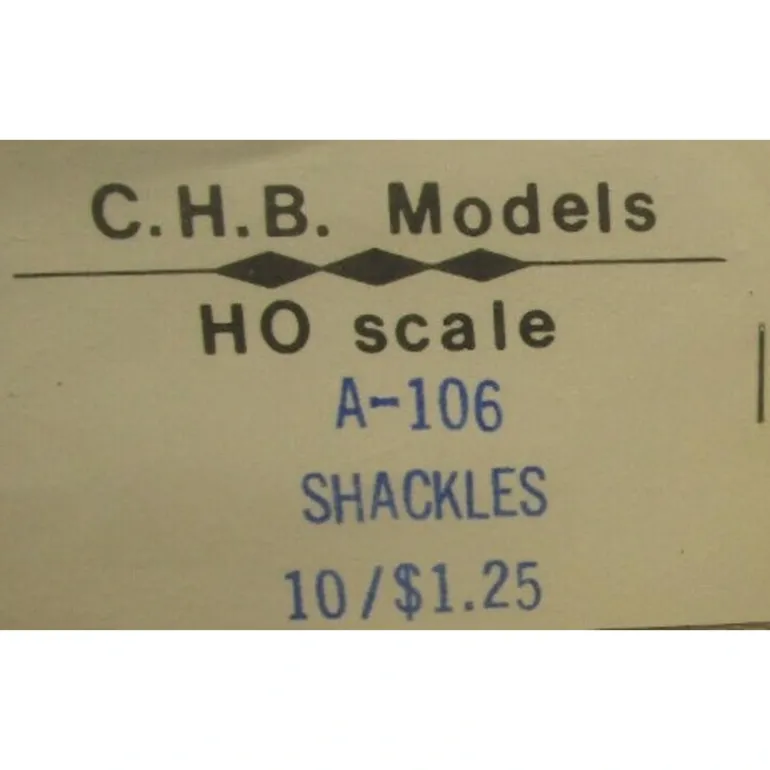 C.H.B. Models
HO scale
A-106
SHACKLES
10/$1.25